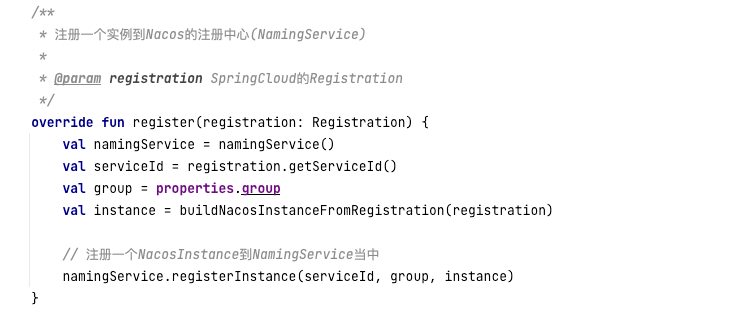 /**
 * 注册一个实例到Nacos的注册中心(NamingService)
 *
 * @param registration SpringCloud的Registration
 */
override fun register(registration: Registration) {
    val namingService = namingService()
    val serviceId = registration.getServiceId()
    val group = properties.group
    val instance = buildNacosInstanceFromRegistration(registration)

    // 注册一个NacosInstance到NamingService当中
    namingService.registerInstance(serviceId, group, instance)
}